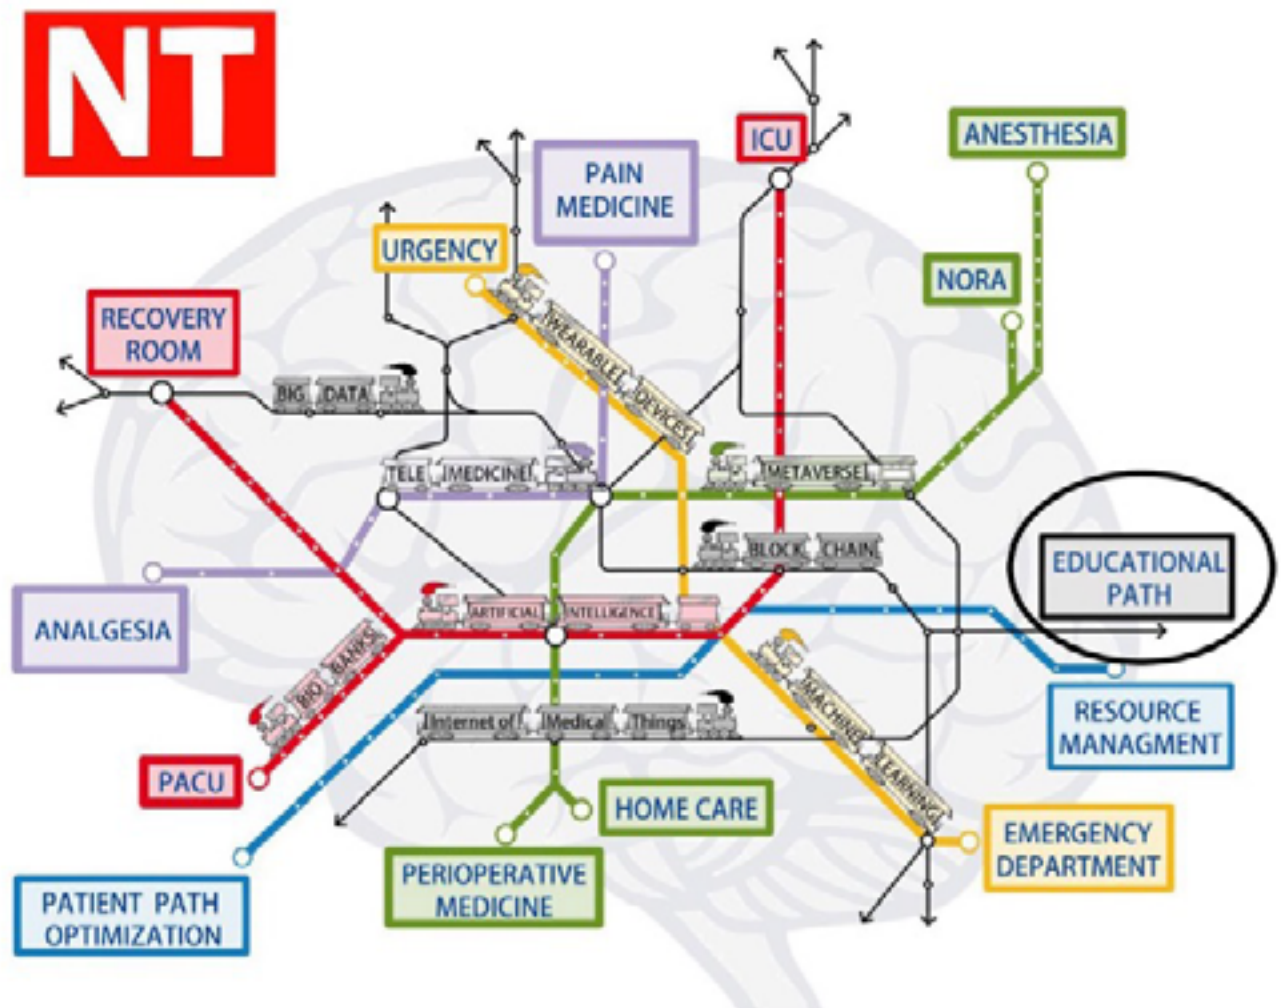 NT
ICU
ANESTHESIA
PAIN
MEDICINE
URGENCY
NORA
RECOVERY
ROOM
WEARABLE
DEVICES
BIG DATA
TELE MEDICINE
METAVERSE
BLOCK CHAIN
EDUCATIONAL
PATH
ANALGESIA
ARTIFICIAL INTELLIGENCE
BIO BANKS
MACHINE
LEARNING
Internet of Medical Things
RESOURCE
MANAGMENT
PACU
HOME CARE
EMERGENCY
DEPARTMENT
PERIOPERATIVE
MEDICINE
PATIENT PATH
OPTIMIZATION